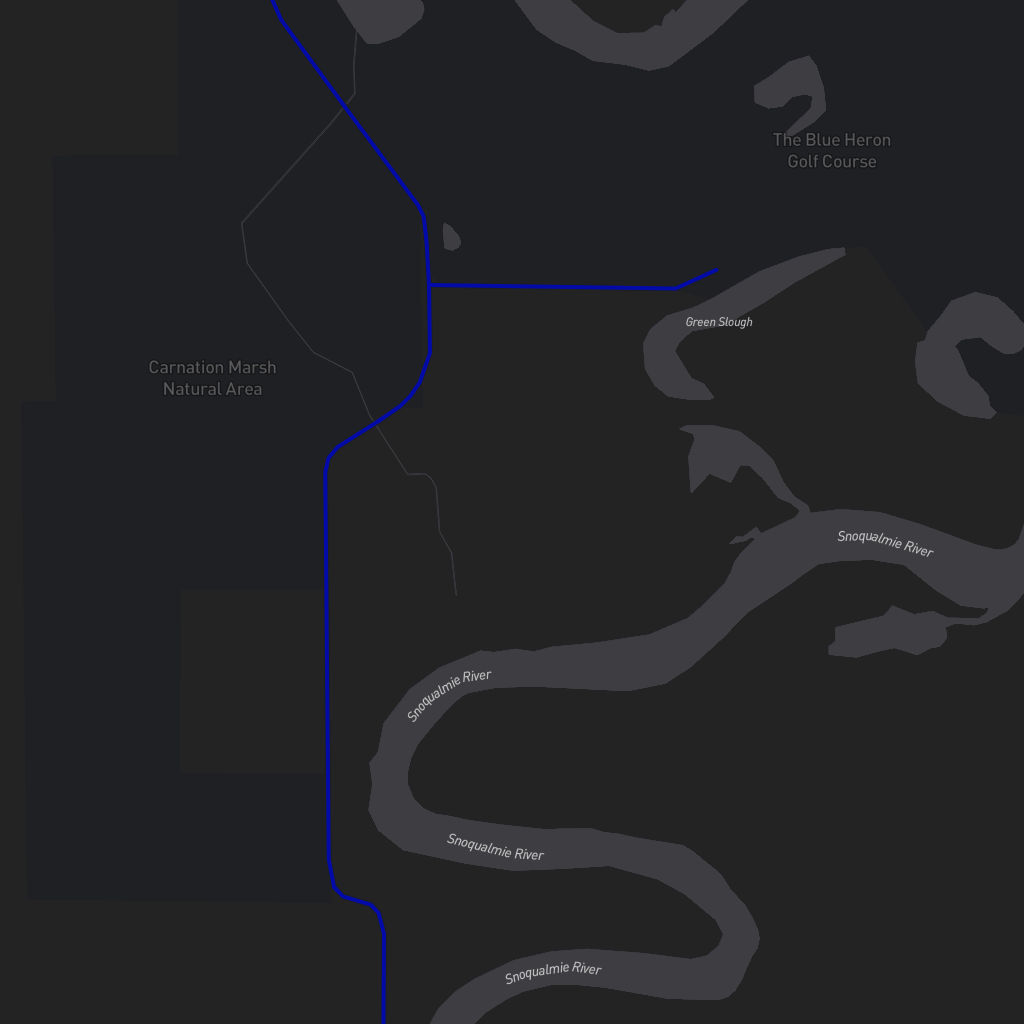 The Blue Heron
Golf Course
Green Slough
Carnation Marsh
Natural Area
Snoqualmie River
Snoqualmie River
Snoqualmie River
Snoqualmie River